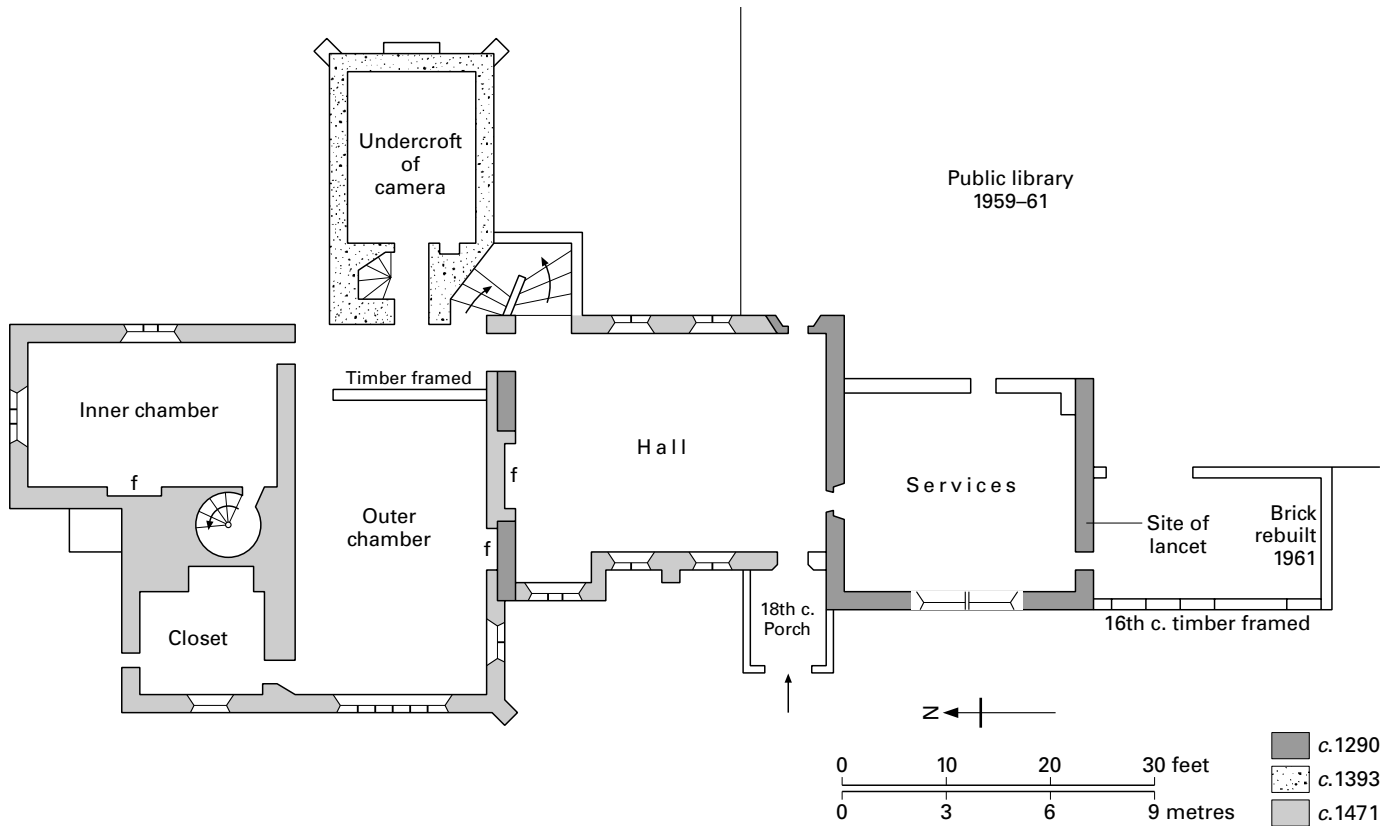 Undercroft
of
camera
Public library
1959–61
Timber framed
Inner chamber
f
Hall
f
Services
Outer
chamber
f
Site of
lancet
Brick
rebuilt
1961
Closet
18th c.
Porch
16th c. timber framed
N
0 10 20 30 feet
0 3 6 9 metres
c.1290
c.1393
c.1471